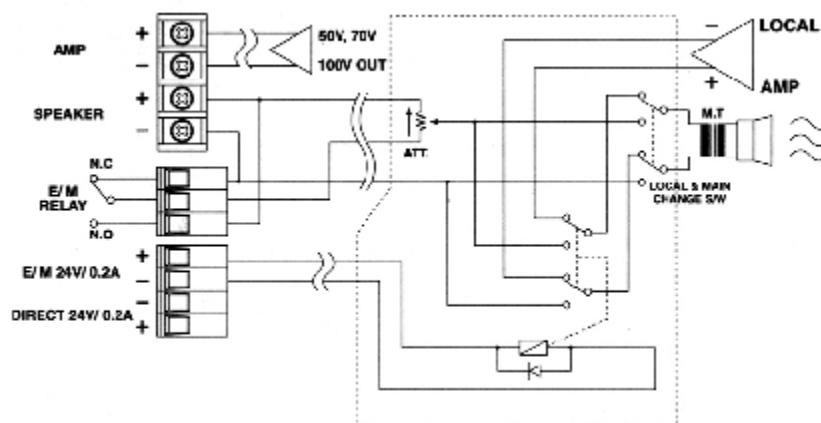 AMP
+
−
50V, 70V
100V OUT
SPEAKER
+
−
N.C
E/M
RELAY
N.O
E/M 24V/0.2A
+
−
DIRECT 24V/0.2A
−
+
ATT.
−
LOCAL
+
AMP
M.T
LOCAL & MAIN
CHANGE S/W